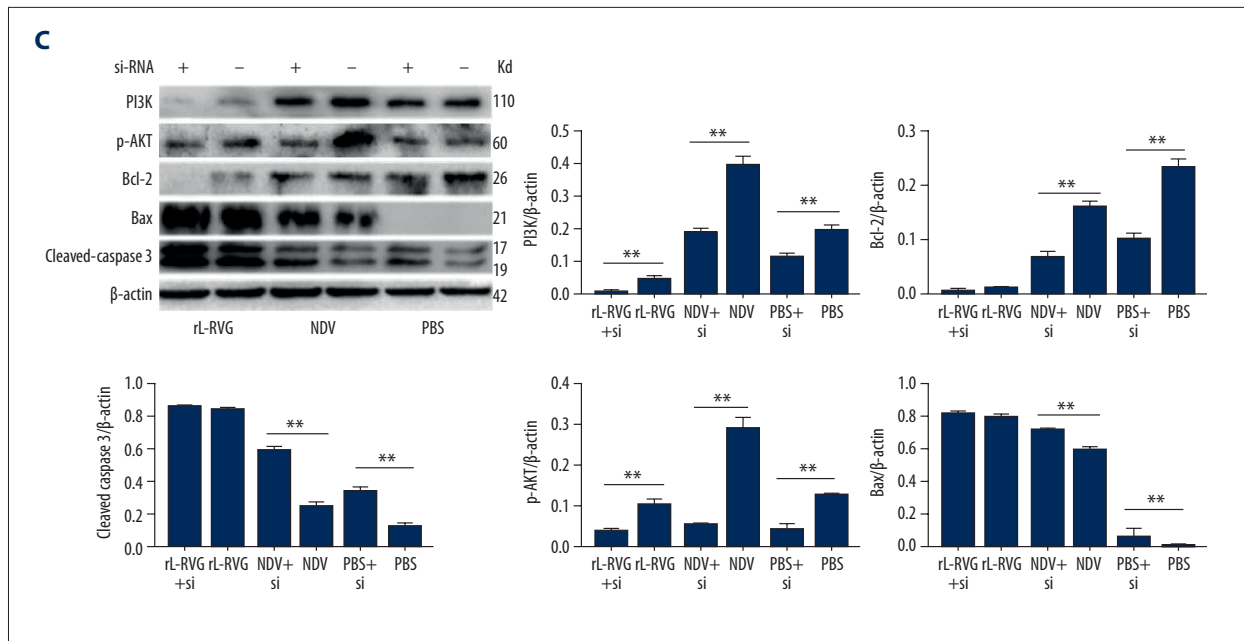 C
si-RNA + – + – + – Kd
PI3K 110
p-AKT 60
Bcl-2 26
Bax 21
Cleaved-caspase 3 17
19
β-actin 42
rL-RVG NDV PBS
PI3K/β-actin
0.5
0.4
0.3
0.2
0.1
0.0
** ** **
rL-RVG +si rL-RVG NDV+ si NDV PBS+ si PBS
Bcl-2/β-actin
0.3
0.2
0.1
0.0
** **
rL-RVG +si rL-RVG NDV+ si NDV PBS+ si PBS
Cleaved caspase 3/β-actin
1.0
0.8
0.6
0.4
0.2
0.0
** **
rL-RVG +si rL-RVG NDV+ si NDV PBS+ si PBS
p-AKT/β-actin
0.4
0.3
0.2
0.1
0.0
** ** **
rL-RVG +si rL-RVG NDV+ si NDV PBS+ si PBS
Bax/β-actin
1.0
0.8
0.6
0.4
0.2
0.0
** **
rL-RVG +si rL-RVG NDV+ si NDV PBS+ si PBS